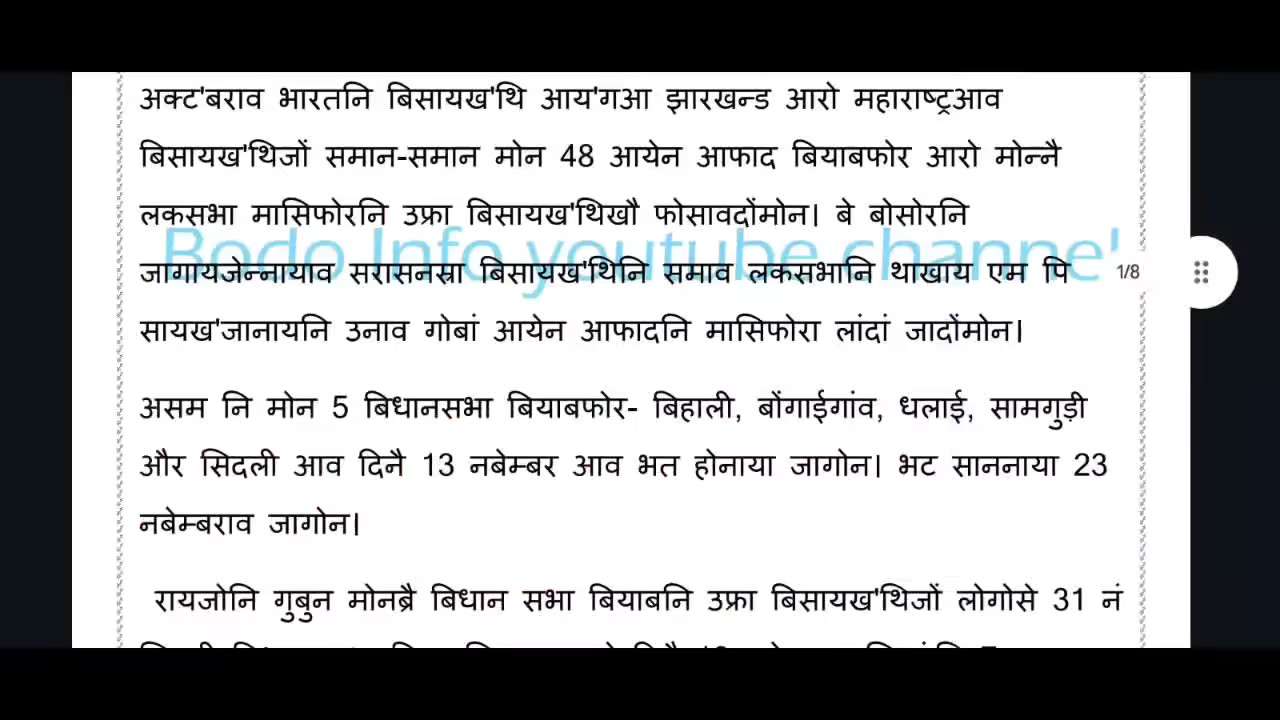 अक्ट'बराव भारतनि बिसायख'थि आय'गआ झारखन्ड आरो महाराष्ट्रआव
बिसायख'थिजों समान-समान मोन 48 आयेन आफाद बियाबफोर आरो मोन्नै
लकसभा मासिफोरनि उफ्रा बिसायख'थिखौ फोसावदोंमोन। बे बोसोरनि
Bodo Info youtube channel
जागायजेन्नायाव सरासनस्रा बिसायख'थिनि समाव लकसभानि थाखाय एम पि
1/8
सायख'जानायनि उनाव गोबां आयेन आफादनि मासिफोरा लांदां जादोंमोन।
असम नि मोन 5 बिधानसभा बियाबफोर- बिहाली, बोंगाईगांव, धलाई, सामगुड़ी
और सिदली आव दिनै 13 नबेम्बर आव भत होनाया जागोन। भट साननाया 23
नबेम्बराव जागोन।
रायजोनि गुबुन मोनब्रै बिधान सभा बियाबनि उफ्रा बिसायख'थिजों लोगोसे 31 नं